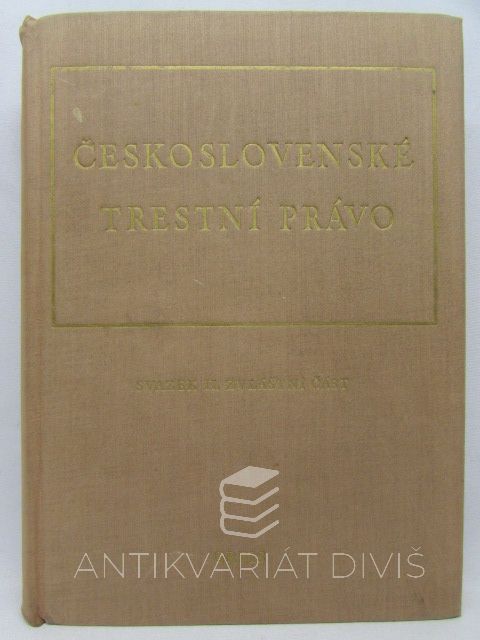 ČESKOSLOVENSKÉ
TRESTNÍ PRÁVO
SVAZEK II. ZVLÁŠTNÍ ČÁST
ANTIKVARIÁT DIVIŠ